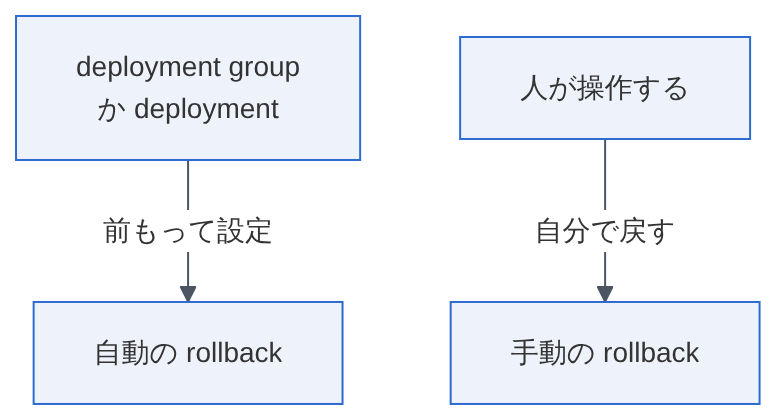 deployment group
か deployment
人が操作する
前もって設定
自分で戻す
自動の rollback
手動の rollback